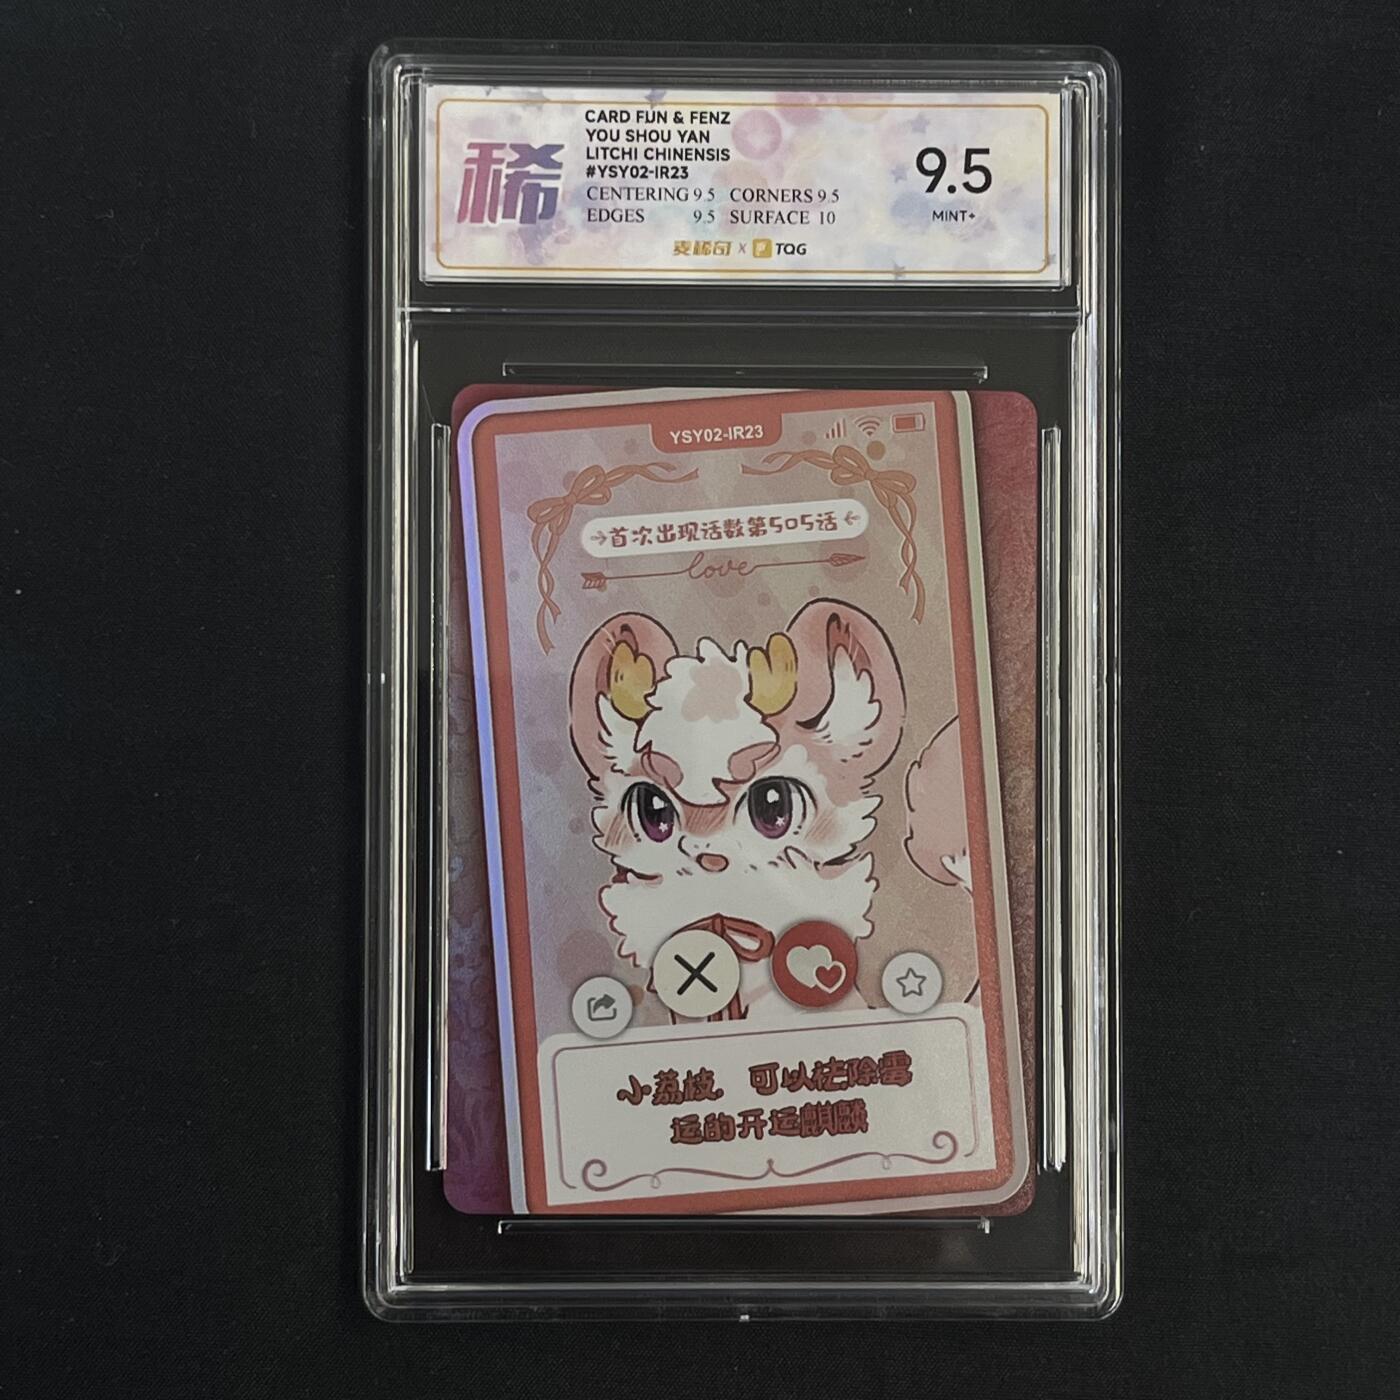 稀
CARD FUN & FENZ
YOU SHOU YAN
LITCHI CHINENSIS
#YSY02-IR23
CENTERING 9.5 CORNERS 9.5
EDGES 9.5 SURFACE 10
9.5
MINT+
麦稀奇 × TQG
YSY02-IR23
首次出现话数第505话
love
小荔枝，可以祛除霉
运的开运麒麟